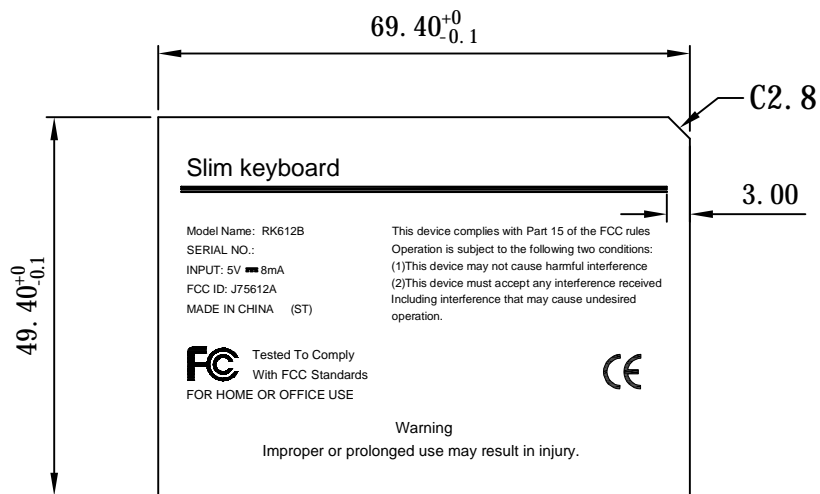 69.40 +0 -0.1
C2.8
Slim keyboard
3.00
Model Name: RK612B
SERIAL NO.:
INPUT: 5V ⎓ 8mA
FCC ID: J75612A
MADE IN CHINA (ST)
This device complies with Part 15 of the FCC rules
Operation is subject to the following two conditions:
(1)This device may not cause harmful interference
(2)This device must accept any interference received
Including interference that may cause undesired
operation.
49.40 +0 -0.1
FC Tested To Comply
With FCC Standards
FOR HOME OR OFFICE USE
CE
Warning
Improper or prolonged use may result in injury.